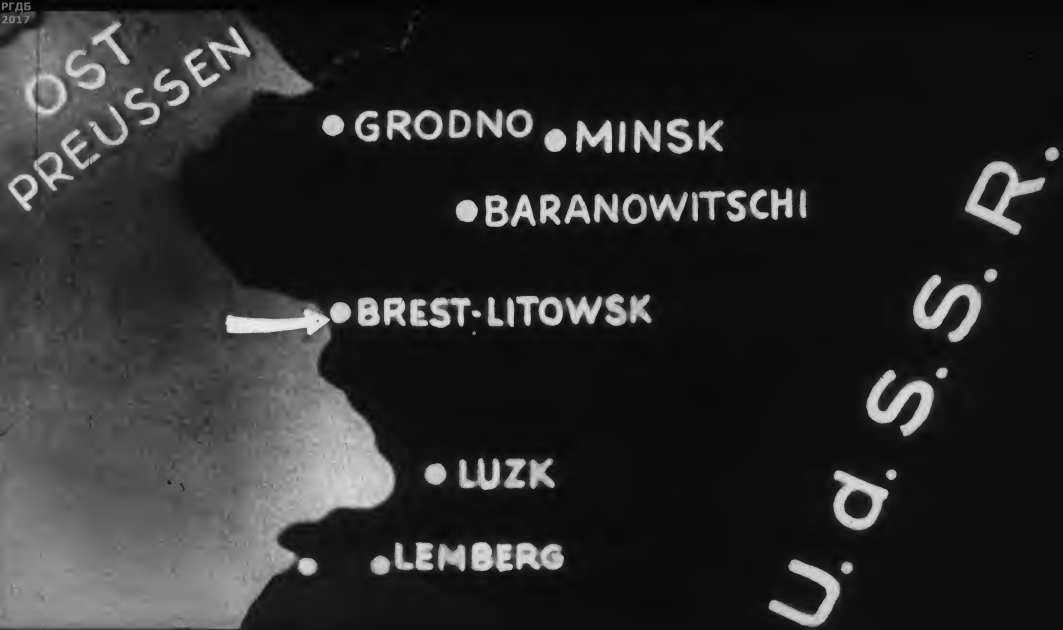 РГДБ
2017
OST
PREUSSEN
GRODNO
MINSK
BARANOWITSCHI
BREST-LITOWSK
LUZK
LEMBERG
U.d.S.S.R.